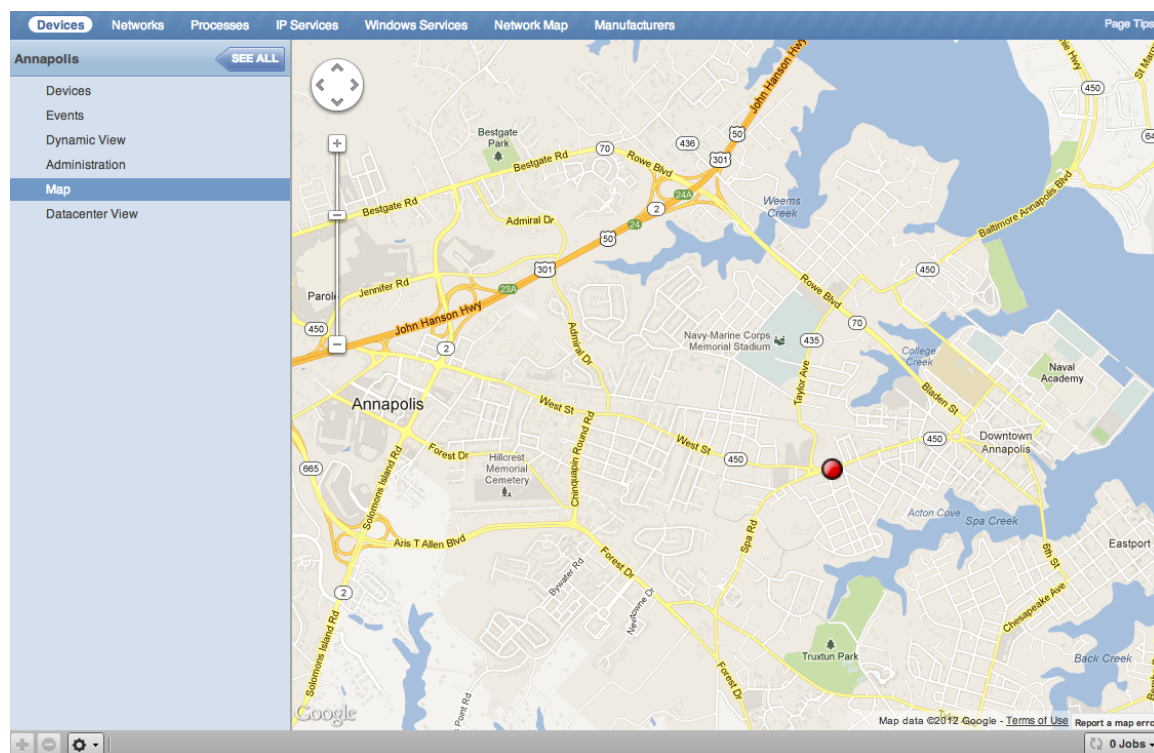 Devices Networks Processes IP Services Windows Services Network Map Manufacturers Page Tips
Annapolis SEE ALL
Devices
Events
Dynamic View
Administration
Map
Datacenter View
John Hanson Hwy
450
50
436
301
Bestgate
Park
70
Bestgate Rd
Rowe Blvd
24A
2
Weems
Creek
Baltimore Annapolis Blvd
Bestgate Rd
Admiral Dr
24
50
301
450
23A
Jennifer Rd
Rowe Blvd
John Hanson Hwy
450
2
Admiral Dr
Navy-Marine Corps
Memorial Stadium
435
70
College
Creek
Naval
Academy
Taylor Ave
Bladen St
Annapolis
West St
West St
450
450
Downtown
Annapolis
Chinquapin Round Rd
Forest Dr
Hillcrest
Memorial
Cemetery
665
Solomons Island Rd
Acton Cove
Spa Creek
Spa Rd
Aris T Allen Blvd
Forest Dr
Bywater Rd
Newtowne Dr
6th St
Eastport
Chesapeake Ave
2
Solomons Island Rd
Truxtun Park
Back Creek
Forest Dr
Point Rd
Google
Map data ©2012 Google - Terms of Use Report a map erro
0 Jobs